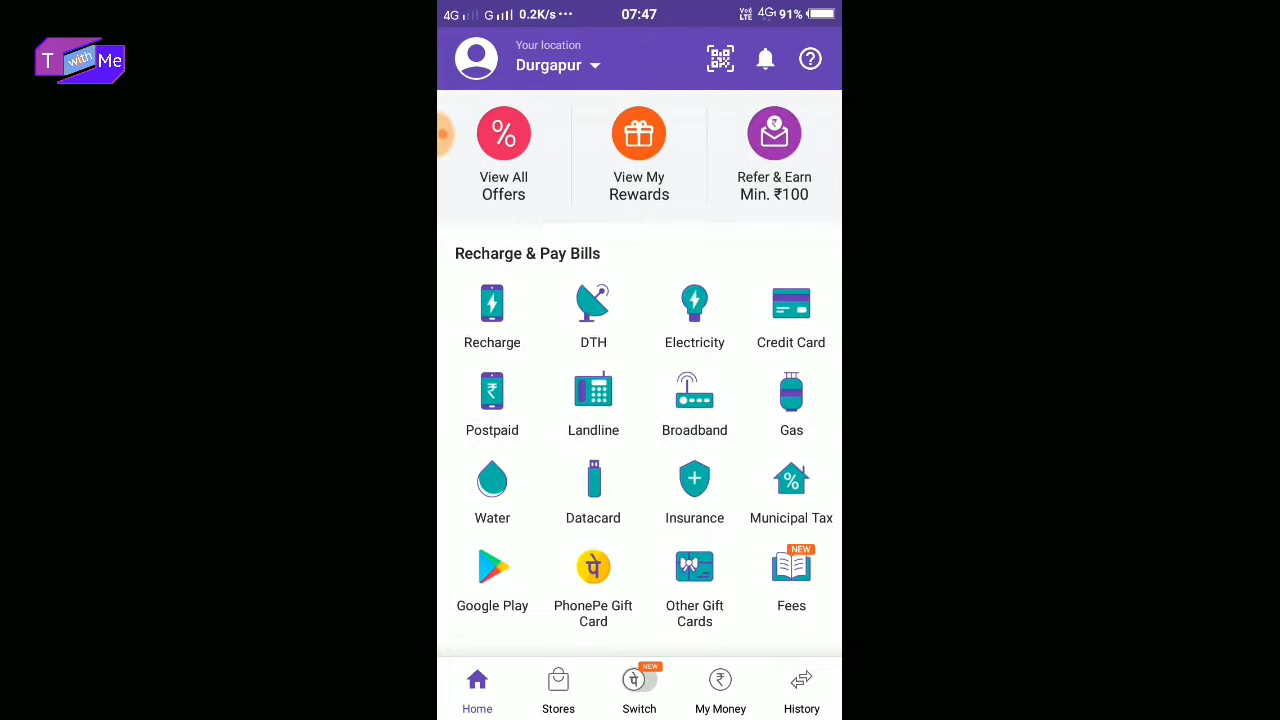 T with Me
4G G 0.2K/s ••• 07:47 VoJ LTE 4G 91%
Your location
Durgapur
%
₹
View All
Offers
View My
Rewards
Refer & Earn
Min. ₹100
Recharge & Pay Bills
Recharge
DTH
Electricity
Credit Card
₹
Postpaid
Landline
Broadband
Gas
%
Water
Datacard
Insurance
Municipal Tax
पे
NEW
Google Play
PhonePe Gift
Card
Other Gift
Cards
Fees
पे
NEW
₹
Home
Stores
Switch
My Money
History